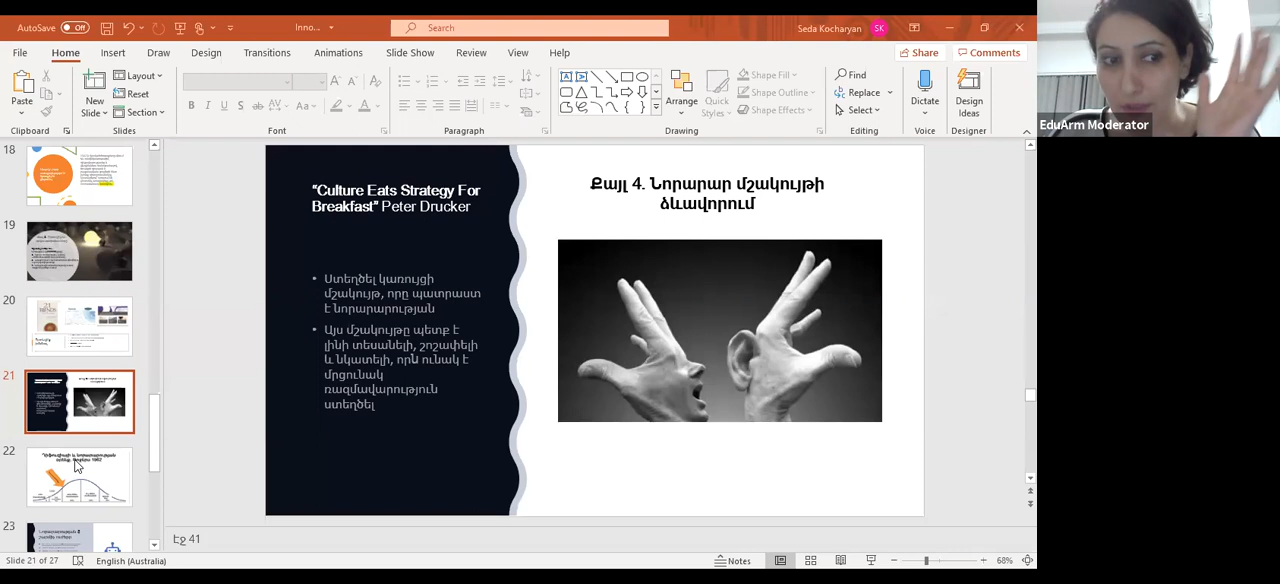 AutoSave Off Inno... Search Seda Kocharyan SK
File Home Insert Draw Design Transitions Animations Slide Show Review View Help Share Comments
Paste
New
Slides
Layout
Reset
Section
Arrange
Quick
Styles
Shape Fill
Shape Outline
Shape Effects
Find
Replace
Select
Dictate
Design
Ideas
Clipboard Slides Font Paragraph Drawing Editing Voice Designer
EduArm Moderator
18
19
20
21
22
23
“Culture Eats Strategy For
Breakfast” Peter Drucker
• Ստեղծել կառույցի
մշակույթ, որը պատրաստ
է նորարարության
• Այս մշակույթը պետք է
լինի տեսանելի, շոշափելի
և նկատելի, որն ունակ է
մրցունակ
ռազմավարություն
ստեղծել
Քայլ 4. Նորարար մշակույթի
ձևավորում
Էջ 41
Slide 21 of 27 English (Australia) Notes 68%